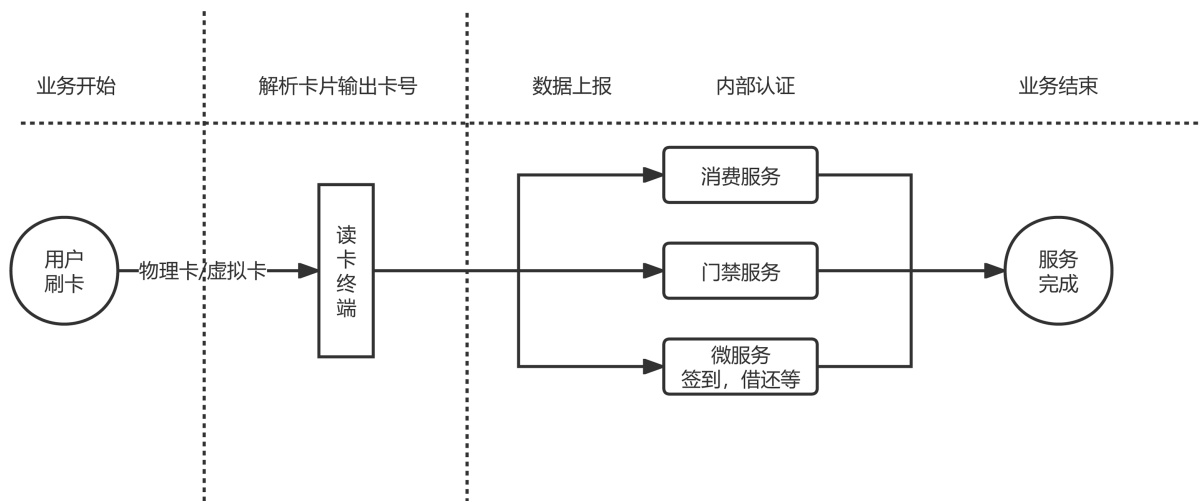 业务开始
解析卡片输出卡号
数据上报
内部认证
业务结束
用户
刷卡
物理卡/虚拟卡
读
卡
终
端
消费服务
门禁服务
微服务
签到，借还等
服务
完成